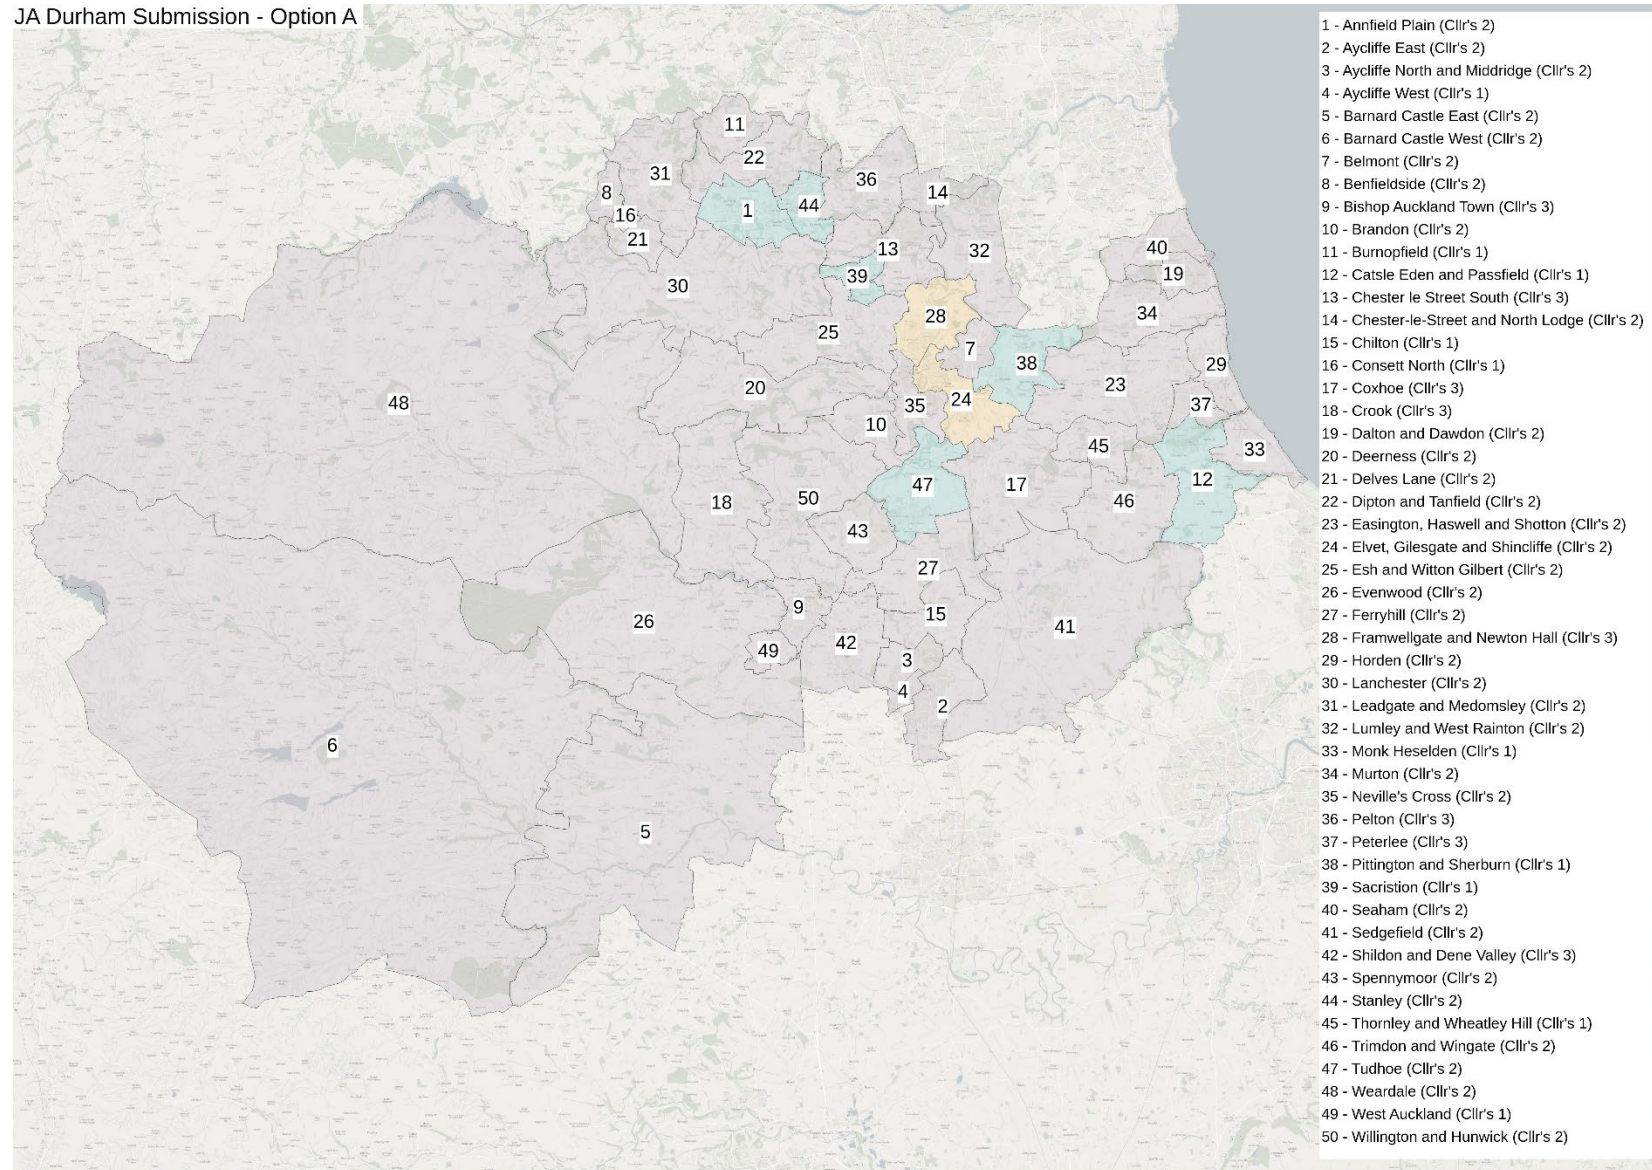 JA Durham Submission - Option A
1 - Annfield Plain (Cllr's 2)
2 - Aycliffe East (Cllr's 2)
3 - Aycliffe North and Middridge (Cllr's 2)
4 - Aycliffe West (Cllr's 1)
5 - Barnard Castle East (Cllr's 2)
6 - Barnard Castle West (Cllr's 2)
7 - Belmont (Cllr's 2)
8 - Benfieldside (Cllr's 2)
9 - Bishop Auckland Town (Cllr's 3)
10 - Brandon (Cllr's 2)
11 - Burnopfield (Cllr's 1)
12 - Catsle Eden and Passfield (Cllr's 1)
13 - Chester le Street South (Cllr's 3)
14 - Chester-le-Street and North Lodge (Cllr's 2)
15 - Chilton (Cllr's 1)
16 - Consett North (Cllr's 1)
17 - Coxhoe (Cllr's 3)
18 - Crook (Cllr's 3)
19 - Dalton and Dawdon (Cllr's 2)
20 - Deerness (Cllr's 2)
21 - Delves Lane (Cllr's 2)
22 - Dipton and Tanfield (Cllr's 2)
23 - Easington, Haswell and Shotton (Cllr's 2)
24 - Elvet, Gilesgate and Shincliffe (Cllr's 2)
25 - Esh and Witton Gilbert (Cllr's 2)
26 - Evenwood (Cllr's 2)
27 - Ferryhill (Cllr's 2)
28 - Framwellgate and Newton Hall (Cllr's 3)
29 - Horden (Cllr's 2)
30 - Lanchester (Cllr's 2)
31 - Leadgate and Medomsley (Cllr's 2)
32 - Lumley and West Rainton (Cllr's 2)
33 - Monk Heselden (Cllr's 1)
34 - Murton (Cllr's 2)
35 - Neville's Cross (Cllr's 2)
36 - Pelton (Cllr's 3)
37 - Peterlee (Cllr's 3)
38 - Pittington and Sherburn (Cllr's 1)
39 - Sacristion (Cllr's 1)
40 - Seaham (Cllr's 2)
41 - Sedgefield (Cllr's 2)
42 - Shildon and Dene Valley (Cllr's 3)
43 - Spennymoor (Cllr's 2)
44 - Stanley (Cllr's 2)
45 - Thornley and Wheatley Hill (Cllr's 1)
46 - Trimdon and Wingate (Cllr's 2)
47 - Tudhoe (Cllr's 2)
48 - Weardale (Cllr's 2)
49 - West Auckland (Cllr's 1)
50 - Willington and Hunwick (Cllr's 2)
11
22
31
36
8
14
1
44
16
21
13
40
32
19
39
30
34
28
25
7
38
29
23
20
48
24
35
37
10
45
33
12
47
17
50
18
46
43
27
9
15
26
41
42
49
3
4
2
6
5